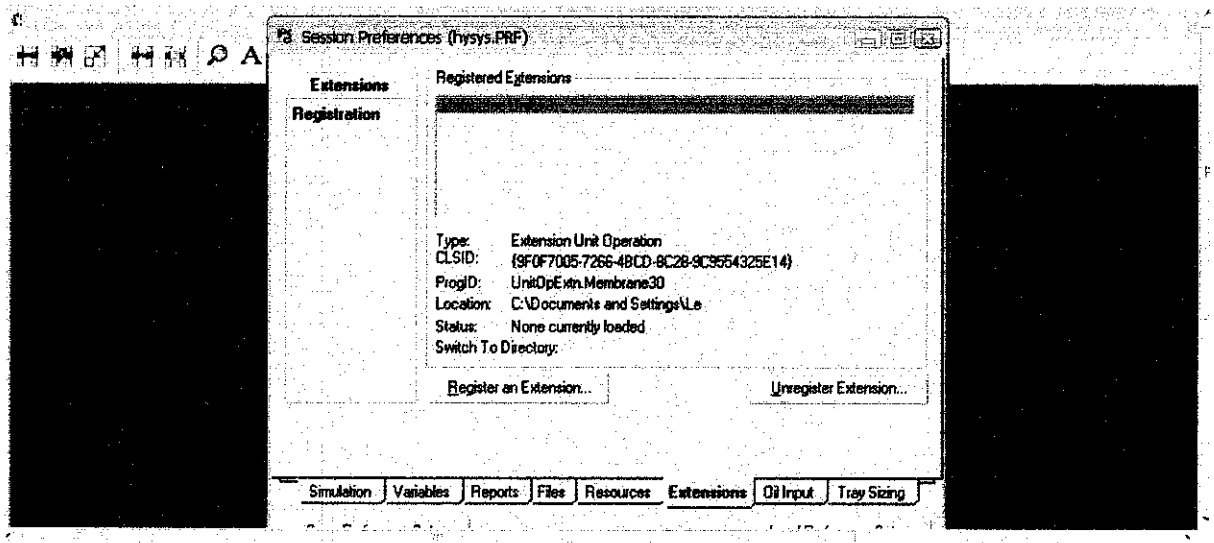 Session Preferences (hysys.PRF)
A
Extensions
Registration
Registered Extensions
Type: Extension Unit Operation
CLSID: {9F0F7005-7266-4BCD-8C28-9C9554325E14}
ProgID: UnitOpExtn.Membrane30
Location: C:\Documents and Settings\Le
Status: None currently loaded
Switch To Directory:
Register an Extension... Unregister Extension...
Simulation Variables Reports Files Resources Extensions Oil Input Tray Sizing